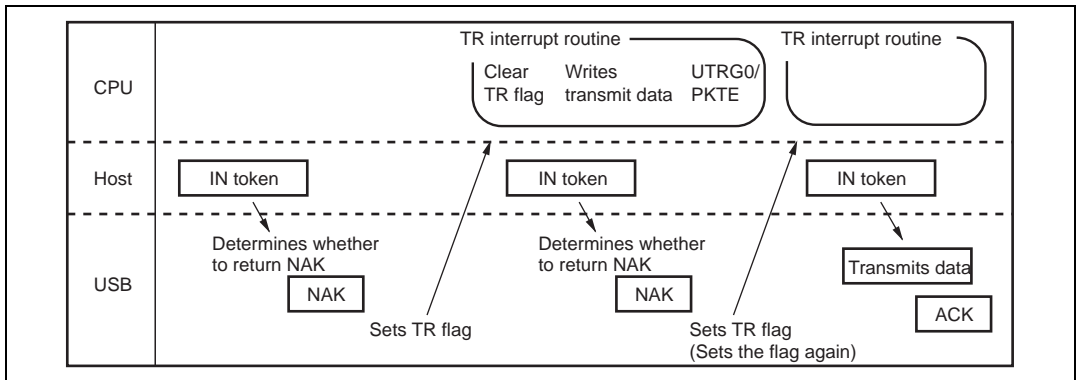 TR interrupt routine
TR interrupt routine
CPU
Clear Writes UTRG0/
TR flag transmit data PKTE
Host
IN token
IN token
IN token
USB
Determines whether
to return NAK
NAK
Sets TR flag
Determines whether
to return NAK
NAK
Sets TR flag
(Sets the flag again)
Transmits data
ACK